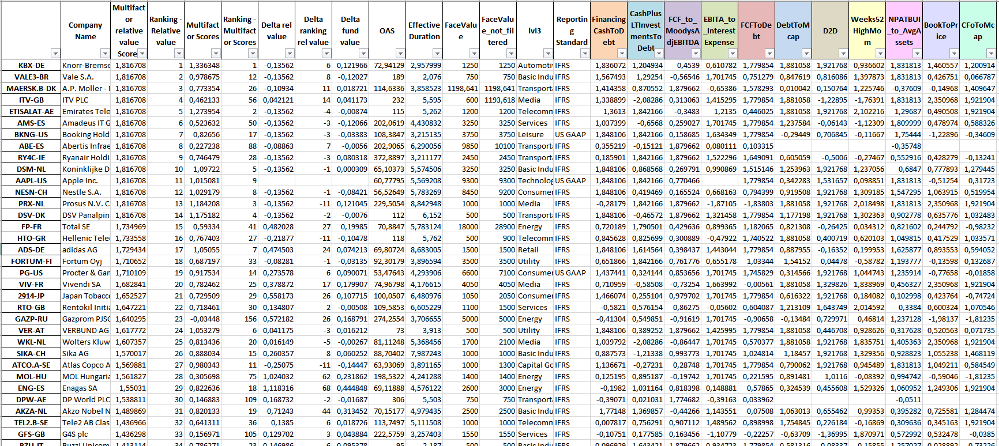 Company Name
Multifact or relative value Score
Ranking - Relative value
Multifact or Scores
Ranking - Multifact or Scores
Delta rel value
Delta ranking rel value
Delta fund value
OAS
Effective Duration
FaceValue
FaceValue_not_filtered
lvl3
Reporting Standard
FinancingCashToDebt
CashPlusLTInvestmentsToDebt
FCF_to_MoodysAdjEBITDA
EBITA_to_InterestExpense
FCFToDebt
DebtToMcap
D2D
Weeks52HighMom
NPATBUI_to_AvgAssets
BookToPrice
CFoToMcap
KBX-DE Knorr-Bremse 1,816708 1 1,336348 1 -0,13562 6 0,121966 72,94129 2,957999 1250 1250 Automoti IFRS 1,836072 1,204934 0,4539 0,610782 1,779854 1,881058 1,921768 0,936602 1,831813 1,460557 1,200914
VALE3-BR Vale S.A. 1,816708 2 0,978675 12 -0,13562 8 -0,12027 189 2,076 750 750 Basic Indu IFRS 1,567493 1,29254 -0,56546 1,701745 0,751279 0,847619 0,816086 1,397873 1,831813 0,426751 0,066787
MAERSK.B-DK A.P. Moller - 1,816708 3 0,773354 26 -0,10934 11 0,018721 114,6336 3,858523 1198,641 1198,641 Transport IFRS 1,414358 0,870552 1,879662 -0,65386 1,578293 0,010042 0,150764 1,225746 -0,37609 -0,14968 1,409647
ITV-GB ITV PLC 1,816708 4 0,462133 56 0,042121 14 0,041173 232 5,595 600 1193,618 Media IFRS 1,338899 -2,08286 0,313063 1,415295 1,779854 1,881058 -1,22895 -1,76391 1,831813 2,350968 1,921904
ETISALAT-AE Emirates Tele 1,816708 5 1,273954 2 -0,13562 -4 -0,00874 115 5,262 1200 1200 Telecomm IFRS 1,3613 1,842166 -0,3483 1,2135 0,446025 1,881058 1,921768 2,102216 1,29687 0,490508 1,921904
AMS-ES Amadeus IT G 1,816708 6 0,523632 50 -0,13562 -3 -0,12066 202,0619 4,430832 3250 3250 Services IFRS 1,037399 -0,6568 0,259027 1,701745 1,779854 1,237584 -0,06143 -1,12309 1,809999 0,478974 0,588326
BKNG-US Booking Hold 1,816708 7 0,82656 17 -0,13562 -3 -0,03383 108,3847 3,215135 3750 3750 Leisure US GAAP 1,848106 1,842166 0,158685 1,634349 1,779854 -0,29449 0,706845 -0,11667 1,75444 -1,22896 -0,34609
ABE-ES Abertis Infrae 1,816708 8 0,227238 88 -0,08863 7 -0,0056 202,9065 6,290056 9850 10100 Transport IFRS 0,355219 -0,15121 1,879662 0,080111 0,103315 -0,35748
RY4C-IE Ryanair Holdi 1,816708 9 0,746479 28 -0,13562 -3 0,080318 372,8897 3,211177 2450 2450 Transport IFRS 0,185901 1,842166 1,879662 1,522296 1,649091 0,605059 -0,5006 -0,27467 0,552916 0,428279 -0,13241
DSM-NL Koninklijke D 1,816708 10 1,09722 5 -0,13562 -1 0,000309 65,10373 5,574506 3250 3250 Basic Indu IFRS 1,848106 0,868568 0,269791 0,990869 1,515146 1,253963 1,921768 1,237056 0,6847 0,777893 1,279445
AAPL-US Apple Inc. 1,816708 11 1,015081 9 60,77795 5,569208 9300 9300 Technolog US GAAP 1,848106 1,842166 0,770466 1,779854 0,342283 1,531657 0,098851 1,831813 -0,51254 0,31723
NESN-CH Nestle S.A. 1,816708 12 1,029179 8 -0,13562 -1 -0,08421 56,52649 5,783269 8450 9200 Consumer IFRS 1,848106 0,419469 0,165524 0,668163 0,794399 0,919508 1,921768 1,309185 1,547295 1,063915 0,519954
PRX-NL Prosus N.V. C 1,816708 13 1,184208 3 -0,13562 -11 0,121045 229,5054 8,842948 1000 1000 Media IFRS -0,28179 1,842166 1,879662 -1,87105 -1,83803 1,881058 1,921768 2,018498 1,831813 2,350968 1,921904
DSV-DK DSV Panalpin 1,816708 14 1,175182 4 -0,13562 -2 -0,0076 112 6,152 500 500 Transport IFRS 1,848106 -0,46572 1,879662 1,321458 1,779854 1,177198 1,921768 1,302363 0,902778 0,635776 1,032483
FP-FR Total SE 1,734969 15 0,59334 41 0,482028 27 0,19985 70,8847 5,783124 18000 28900 Energy IFRS 0,720189 1,790501 0,429636 0,899365 1,182065 0,821308 -0,26425 0,034312 0,821602 0,244792 -0,98232
HTO-GR Hellenic Tele 1,733558 16 0,767403 27 -0,21877 -11 -0,10478 118 5,762 500 900 Telecomm IFRS 0,845628 0,825699 0,300889 -0,47922 1,740522 1,881058 0,400719 0,620103 1,049815 0,417529 1,033571
ADS-DE adidas AG 1,729434 17 1,05055 7 0,474503 24 0,074213 69,80724 8,683005 1500 1500 Retail IFRS 1,848106 1,614564 0,398437 1,443044 1,779854 0,887955 -0,16352 0,199953 1,625877 0,893553 0,594052
FORTUM-FI Fortum Oyj 1,710652 18 0,687197 33 -0,08281 -1 -0,03135 92,30179 3,896594 3500 3500 Utility IFRS 0,651866 1,842166 0,761776 0,655178 1,03344 1,54152 0,04478 -0,58782 1,193777 -0,13598 0,132687
PG-US Procter & Gan 1,710109 19 0,917534 14 0,273578 6 0,090071 53,47643 4,293906 6600 7100 Consumer US GAAP 1,437441 0,324144 0,853656 1,701745 1,745829 0,314566 1,921768 1,044743 1,235914 -0,77658 -0,01858
VIV-FR Vivendi SA 1,682841 20 0,782462 25 0,378872 17 0,179907 74,96798 4,176615 4050 4050 Media IFRS 0,710959 -0,58508 -0,73254 1,663992 -0,00561 1,881058 1,329826 1,838969 0,456327 2,350968 1,921904
2914-JP Japan Tobacc 1,652527 21 0,729509 29 0,558173 26 0,107715 100,0507 6,480976 1050 2050 Consumer IFRS 1,466074 0,255104 0,979702 1,701745 1,779854 0,616322 1,921768 0,184082 0,102998 0,423764 -0,74724
RTO-GB Rentokil Initia 1,647221 22 0,718461 30 0,134807 2 -0,00508 109,5853 6,605229 1100 1500 Services IFRS -0,5821 0,576154 0,86275 -0,05602 0,604087 1,213109 1,643749 2,014592 0,3384 0,600324 1,070546
GAZP-RU Gazprom PJSC 1,640295 23 -0,03448 156 0,572182 26 0,168791 274,2554 3,706655 5000 5000 Energy IFRS -0,41304 0,549851 -0,91619 1,701745 -0,90658 -0,13484 0,729971 0,46814 1,237128 -1,98137 -1,81235
VER-AT VERBUND AG 1,617772 24 1,053279 6 0,041175 -3 0,016212 73 3,913 500 500 Utility IFRS 1,848106 0,389252 1,879662 1,425995 1,779854 1,881058 0,446708 0,928626 0,317628 0,520563 0,071735
WKL-NL Wolters Kluw 1,607357 25 0,813436 20 0,016149 -5 -0,00267 81,11248 5,368456 1700 2100 Media IFRS 1,039792 -2,08286 -0,86447 1,701745 0,570377 1,881058 1,921768 1,835751 1,405363 2,350968 1,921904
SIKA-CH Sika AG 1,570017 26 0,888034 15 0,260357 8 0,060252 88,70402 7,987243 1000 1000 Basic Indu IFRS 0,887573 -1,21338 0,993773 1,701745 1,024814 1,18457 1,921768 1,329356 0,928823 1,055238 1,468119
ATCO.A-SE Atlas Copco A 1,569881 27 0,980343 11 -0,25075 -11 -0,14447 63,93069 3,891165 1000 1300 Capital Go IFRS 1,136671 -0,27231 0,28748 1,701745 1,779854 0,790062 1,921768 0,945489 1,831813 1,049211 0,584549
MOL-HU MOL Hungaria 1,561827 28 0,305698 75 1,024032 62 0,231862 198,5322 4,241288 1400 1400 Energy IFRS 0,125195 0,895187 -0,19742 1,701745 0,221595 0,891481 1,0116 -0,08392 0,994742 -0,59046 -1,81235
ENG-ES Enagas SA 1,55031 29 0,822636 18 1,118316 68 0,444848 69,11888 4,576122 2600 3000 Energy IFRS -0,1982 1,031164 0,818398 0,148881 0,57865 0,324539 0,455608 1,529326 1,060952 1,249306 1,921904
DPW-AE DP World PLC 1,538811 30 0,146883 109 0,168732 -2 -0,01687 306 5,503 750 750 Transport IFRS -0,39071 0,021031 1,774682 -0,39163 0,033962 -0,0511
AKZA-NL Akzo Nobel N 1,489869 31 0,820133 19 0,71243 44 0,313452 70,15177 4,979435 2500 2500 Basic Indu IFRS 1,77148 1,369857 -0,44266 1,143551 0,07508 1,063013 0,655462 0,99353 0,395282 0,725581 1,284474
TEL2.B-SE Tele2 AB Clas 1,436966 32 0,641311 36 0,1385 6 0,018726 113,7497 5,111508 1000 1000 Telecomm IFRS 0,007817 0,756291 0,907112 1,489562 0,898998 1,754845 0,226184 -0,16869 0,309636 0,345163 1,921904
GFS-GB G4S plc 1,436298 33 0,156971 105 0,129702 3 0,043884 222,5759 3,257403 1550 1550 Services IFRS -0,10751 0,177585 0,163456 -1,10779 -0,22257 -0,63709 -1,36995 1,870971 0,572992 0,532478 -0,0385